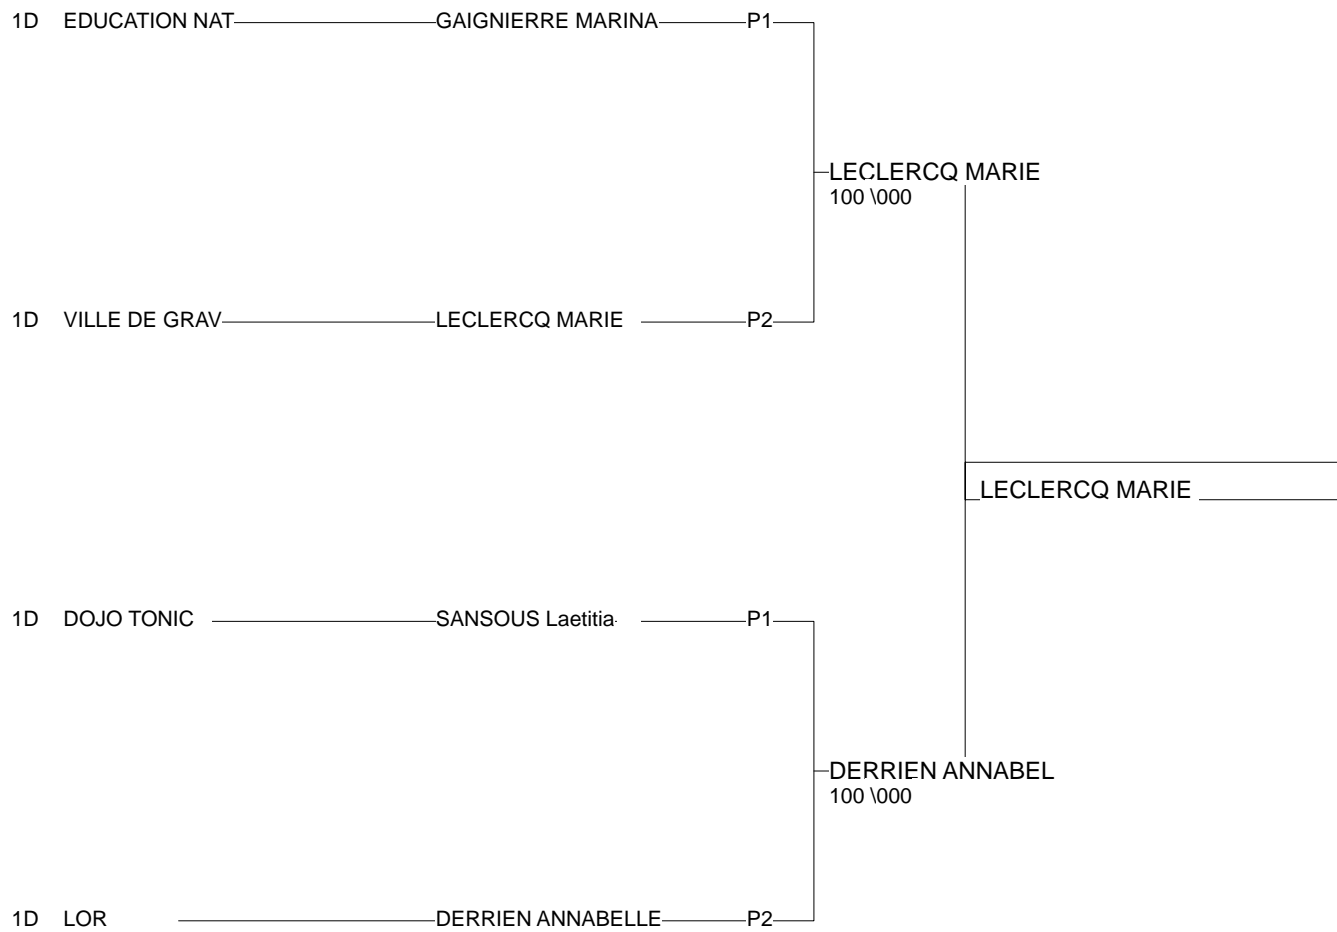 1D EDUCATION NAT GAIGNIERRE MARINA P1
LECLERCQ MARIE
100 \000
1D VILLE DE GRAV LECLERCQ MARIE P2
LECLERCQ MARIE
1D DOJO TONIC SANSOUS Laetitia P1
DERRIEN ANNABEL
100 \000
1D LOR DERRIEN ANNABELLE P2